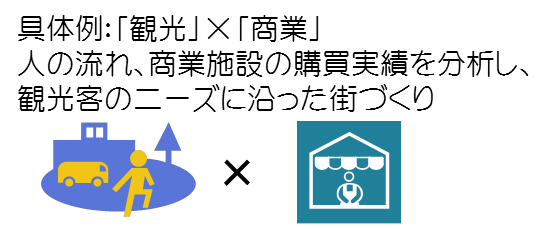 具体例:「観光」×「商業」
人の流れ、商業施設の購買実績を分析し、
観光客のニーズに沿った街づくり
×